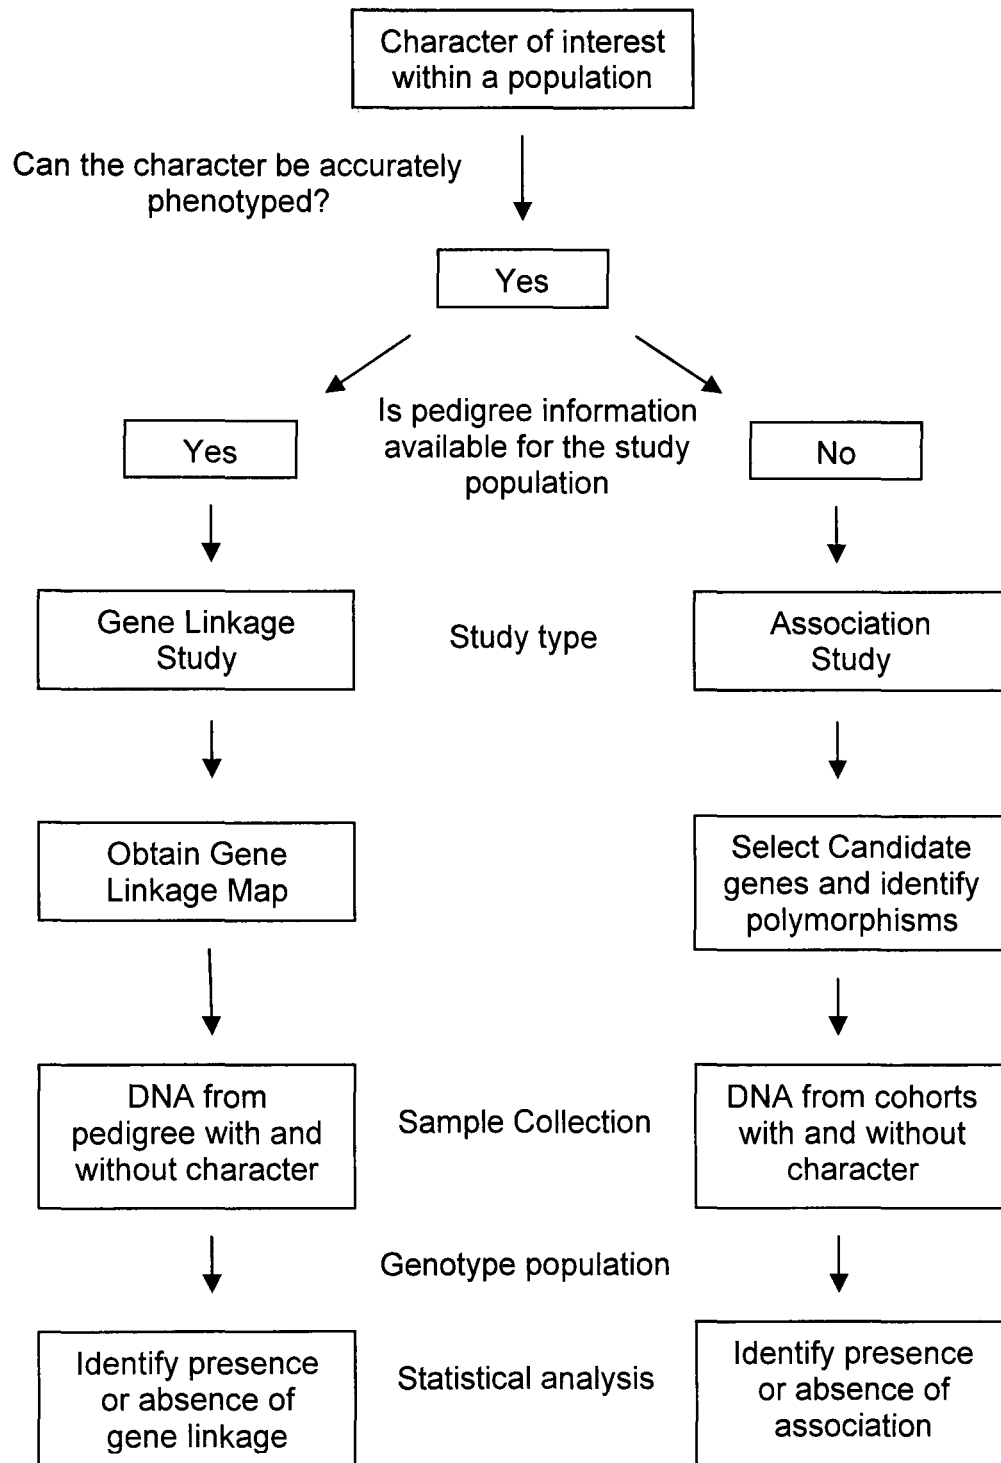 Character of interest
within a population
Can the character be accurately
phenotyped?
Yes
Is pedigree information
available for the study
population
Yes
No
Gene Linkage
Study
Study type
Association
Study
Obtain Gene
Linkage Map
Select Candidate
genes and identify
polymorphisms
DNA from
pedigree with and
without character
Sample Collection
DNA from cohorts
with and without
character
Genotype population
Identify presence
or absence of
gene linkage
Statistical analysis
Identify presence
or absence of
association